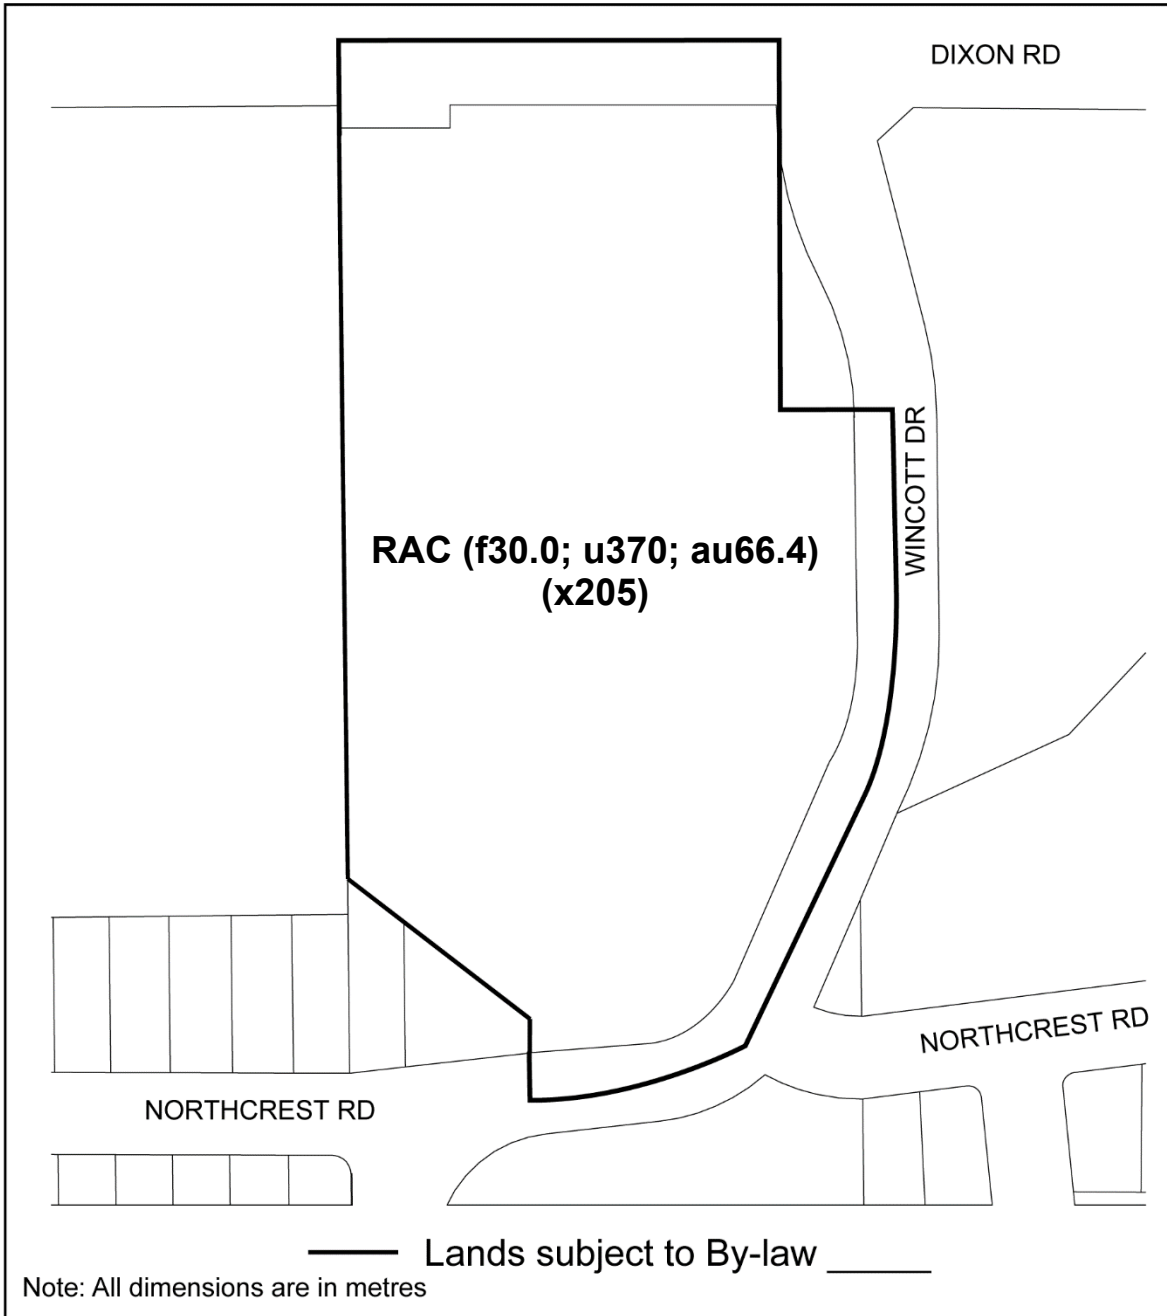 DIXON RD
WINCOTT DR
RAC (f30.0; u370; au66.4)
(x205)
NORTHCREST RD
NORTHCREST RD
Lands subject to By-law ______
Note: All dimensions are in metres